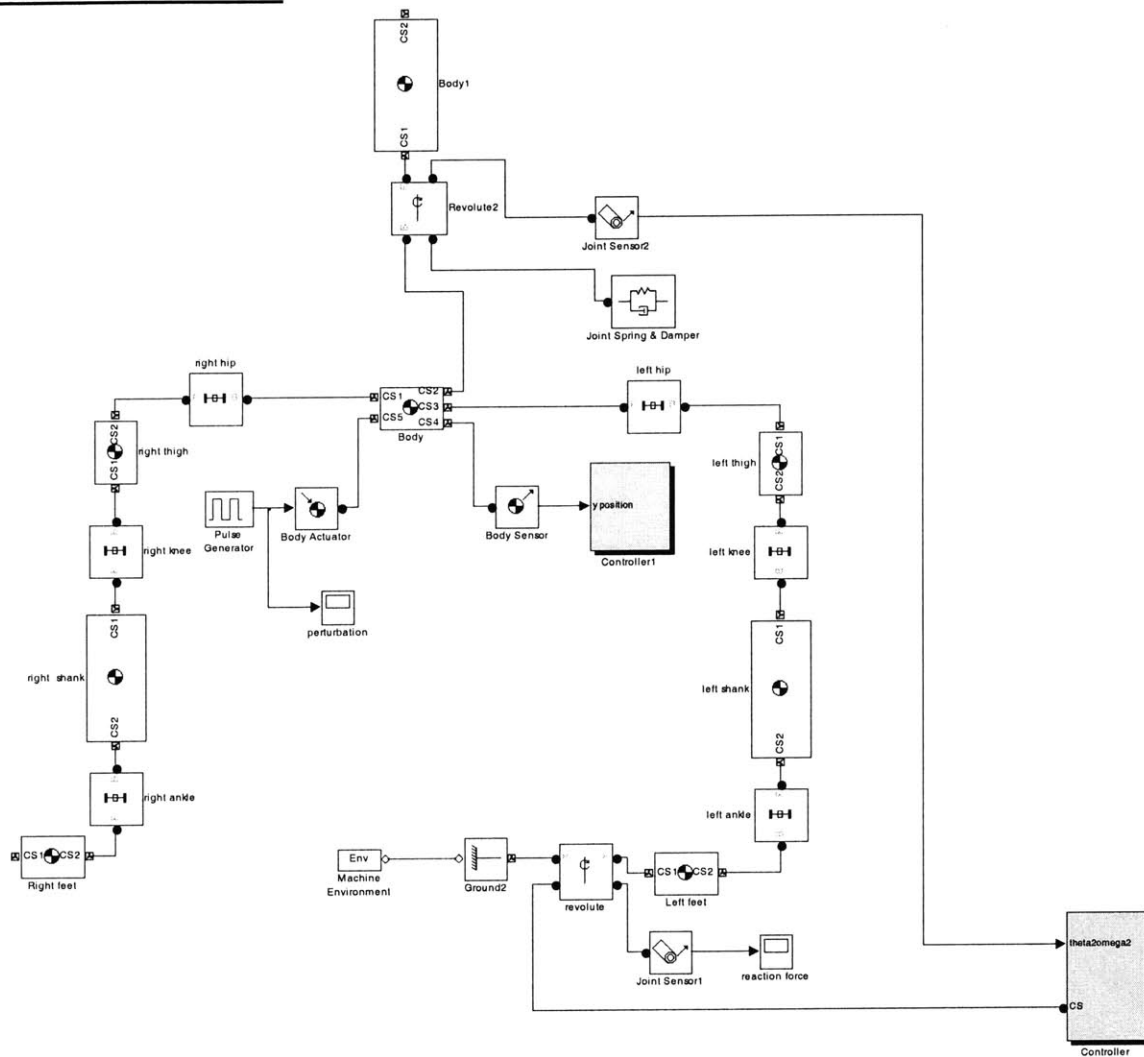 CS2
Body1
CS1
Revolute2
Joint Sensor2
Joint Spring & Damper
right hip
left hip
CS1
CS5
CS2
CS3
CS4
Body
CS2
CS1
right thigh
CS1
CS2
left thigh
Pulse
Generator
Body Actuator
Body Sensor
y position
Controller1
right knee
left knee
perturbation
CS1
CS2
right shank
CS1
CS2
left shank
right ankle
left ankle
CS1 CS2
Right feet
Env
Machine
Environment
Ground2
revolute
CS1 CS2
Left feet
Joint Sensor1
reaction force
theta2omega2
CS
Controller